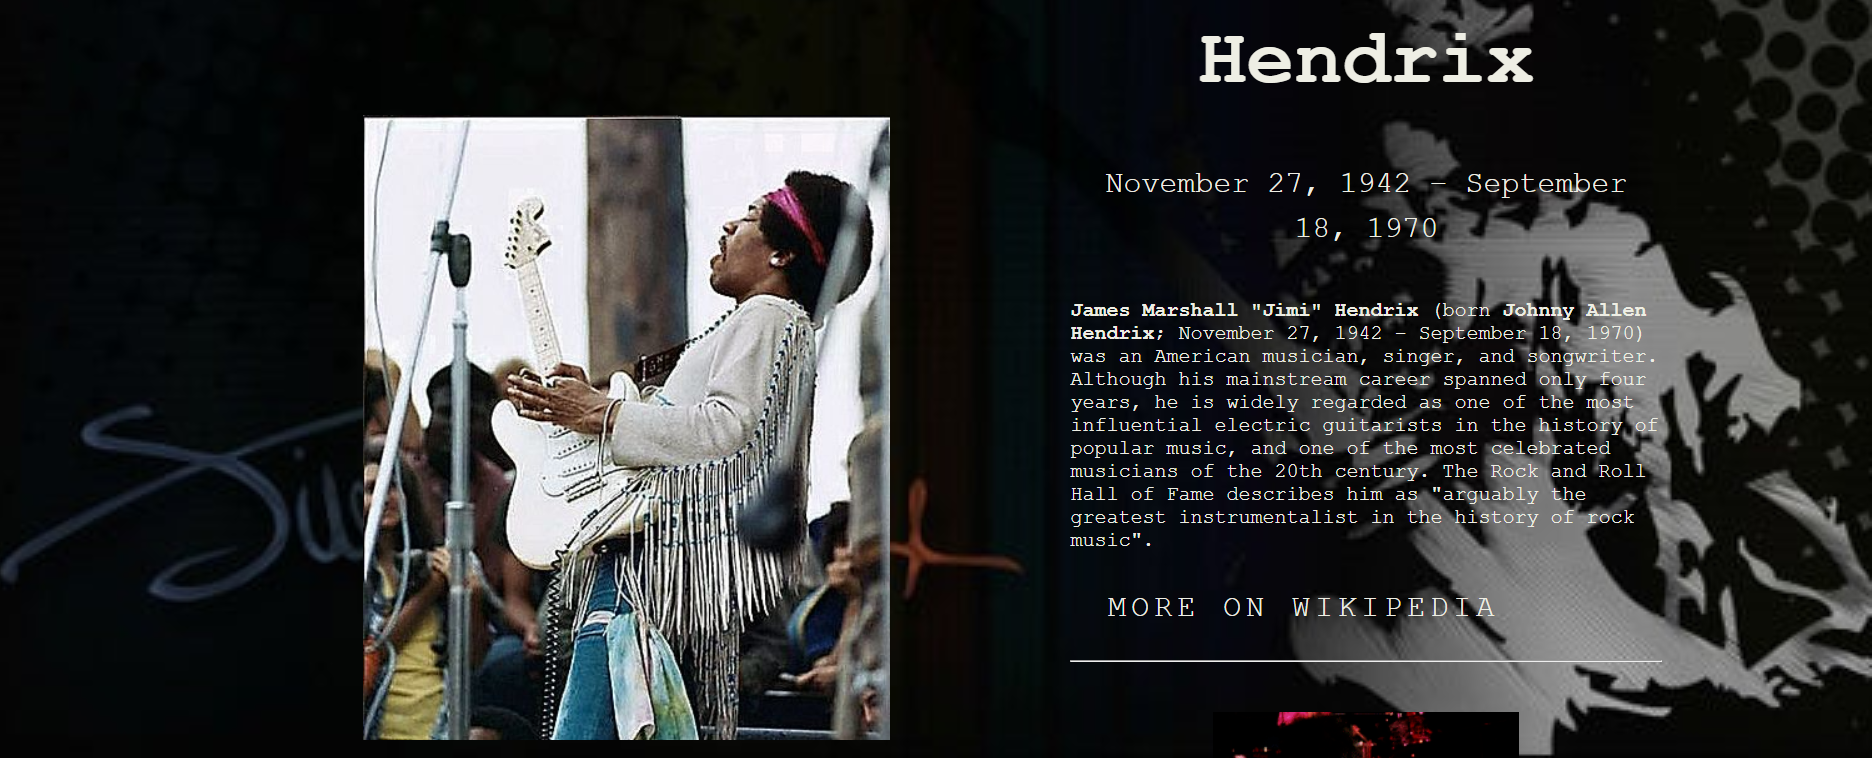 Hendrix
November 27, 1942 – September
18, 1970
James Marshall "Jimi" Hendrix (born Johnny Allen
Hendrix; November 27, 1942 – September 18, 1970)
was an American musician, singer, and songwriter.
Although his mainstream career spanned only four
years, he is widely regarded as one of the most
influential electric guitarists in the history of
popular music, and one of the most celebrated
musicians of the 20th century. The Rock and Roll
Hall of Fame describes him as "arguably the
greatest instrumentalist in the history of rock
music".
MORE ON WIKIPEDIA